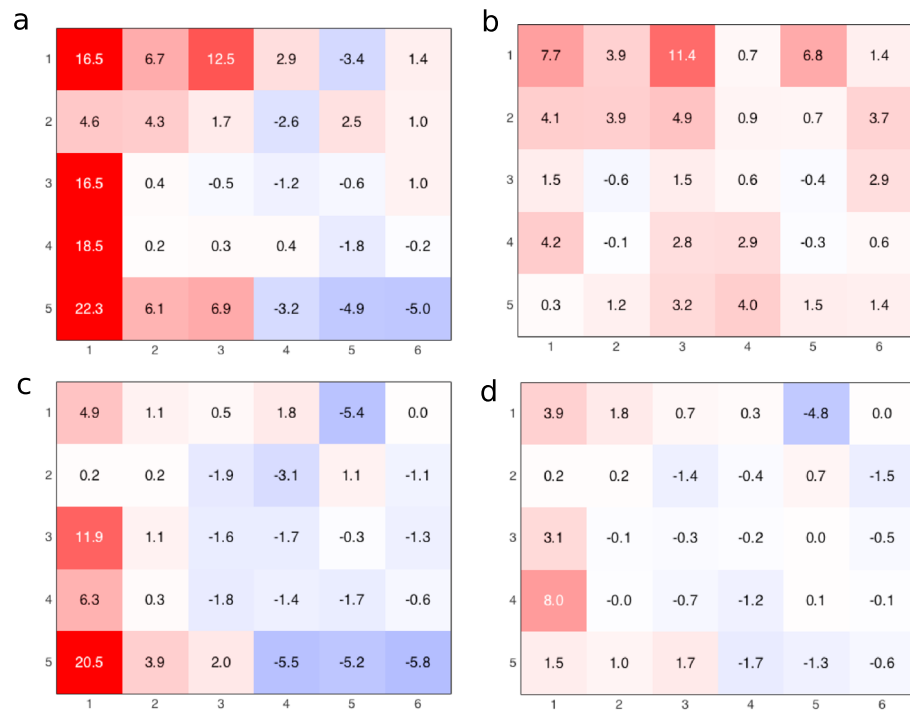 a
1 16.5 6.7 12.5 2.9 -3.4 1.4
2 4.6 4.3 1.7 -2.6 2.5 1.0
3 16.5 0.4 -0.5 -1.2 -0.6 1.0
4 18.5 0.2 0.3 0.4 -1.8 -0.2
5 22.3 6.1 6.9 -3.2 -4.9 -5.0
1 2 3 4 5 6
b
1 7.7 3.9 11.4 0.7 6.8 1.4
2 4.1 3.9 4.9 0.9 0.7 3.7
3 1.5 -0.6 1.5 0.6 -0.4 2.9
4 4.2 -0.1 2.8 2.9 -0.3 0.6
5 0.3 1.2 3.2 4.0 1.5 1.4
1 2 3 4 5 6
c
1 4.9 1.1 0.5 1.8 -5.4 0.0
2 0.2 0.2 -1.9 -3.1 1.1 -1.1
3 11.9 1.1 -1.6 -1.7 -0.3 -1.3
4 6.3 0.3 -1.8 -1.4 -1.7 -0.6
5 20.5 3.9 2.0 -5.5 -5.2 -5.8
1 2 3 4 5 6
d
1 3.9 1.8 0.7 0.3 -4.8 0.0
2 0.2 0.2 -1.4 -0.4 0.7 -1.5
3 3.1 -0.1 -0.3 -0.2 0.0 -0.5
4 8.0 -0.0 -0.7 -1.2 0.1 -0.1
5 1.5 1.0 1.7 -1.7 -1.3 -0.6
1 2 3 4 5 6